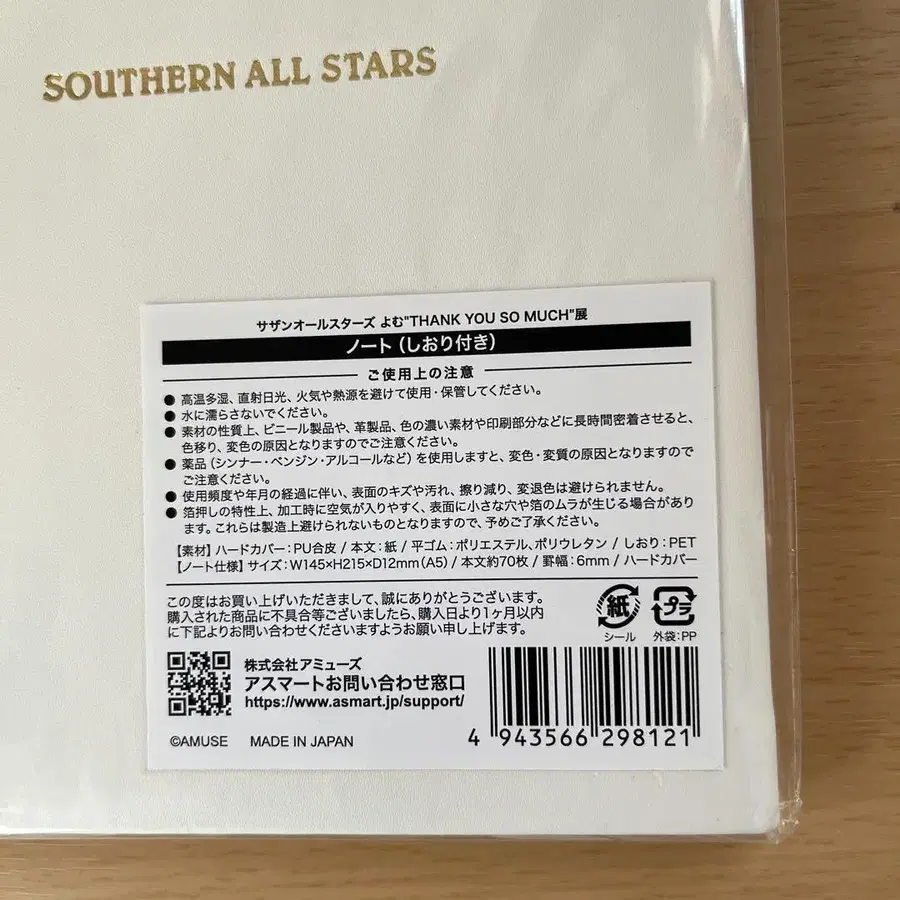 SOUTHERN ALL STARS
サザンオールスターズ よむ"THANK YOU SO MUCH"展
ノート（しおり付き）
ご使用上の注意
● 高温多湿、直射日光、火気や熱源を避けて使用・保管してください。
● 水に濡らさないでください。
● 素材の性質上、ビニール製品や、革製品、色の濃い素材や印刷部分などに長時間密着させると、
色移り、変色の原因となりますのでご注意ください。
● 薬品（シンナー・ベンジン・アルコールなど）を使用しますと、変色・変質の原因となりますので
ご注意ください。
● 使用頻度や年月の経過に伴い、表面のキズや汚れ、擦り減り、変退色は避けられません。
● 箔押しの特性上、加工時に空気が入りやすく、表面に小さな穴や箔のムラが生じる場合があり
ます。これらは製造上避けられないものとなりますので、予めご了承ください。
【素材】ハードカバー：PU合皮 / 本文：紙 / 平ゴム：ポリエステル、ポリウレタン / しおり：PET
【ノート仕様】サイズ：W145×H215×D12mm（A5） / 本文約70枚 / 罫幅：6mm / ハードカバー
この度はお買い上げいただきまして、誠にありがとうございます。
購入された商品に不具合等ございましたら、購入日より1ヶ月以内
に下記よりお問い合わせくださいますようお願い申し上げます。
紙 プラ
シール 外袋：PP
株式会社アミューズ
アスマートお問い合わせ窓口
https://www.asmart.jp/support/
©AMUSE MADE IN JAPAN
4 943566 298121